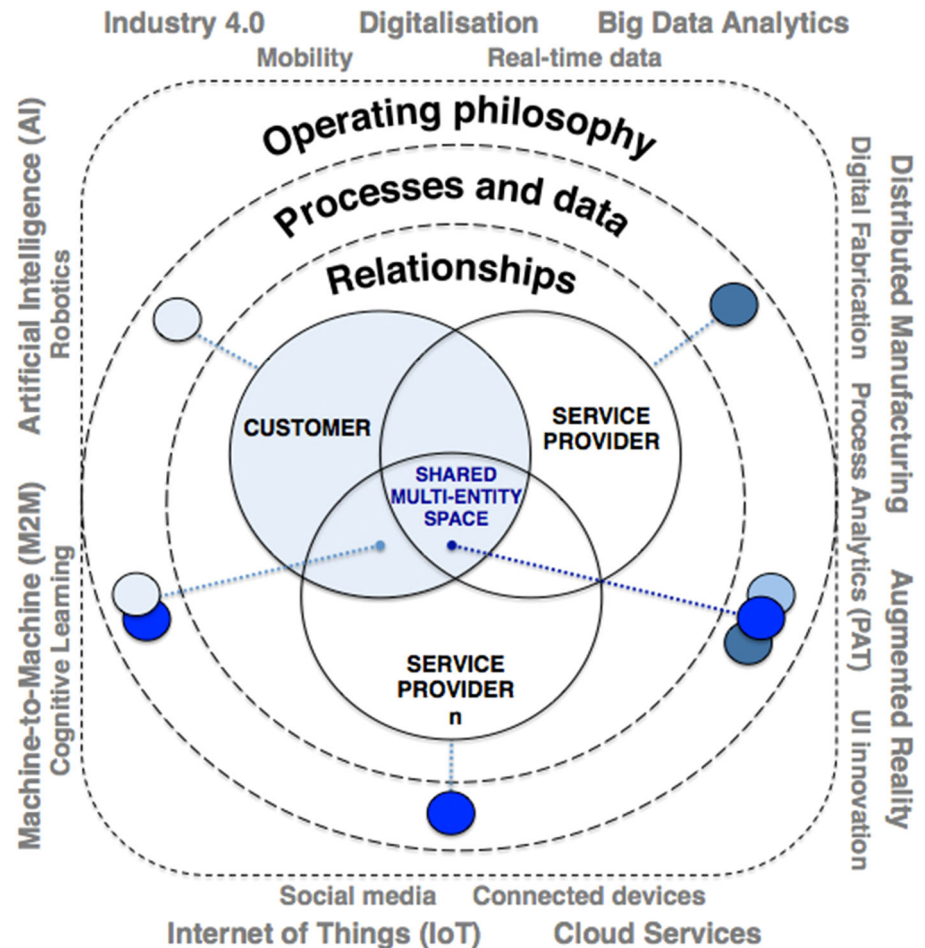 Industry 4.0 Digitalisation Big Data Analytics
Mobility Real-time data
Artificial Intelligence (AI)
Robotics
Machine-to-Machine (M2M)
Cognitive Learning
Operating philosophy
Processes and data
Relationships
CUSTOMER
SERVICE
PROVIDER
SHARED
MULTI-ENTITY
SPACE
SERVICE
PROVIDER
n
Distributed Manufacturing
Digital Fabrication
Process Analytics (PAT)
Augmented Reality
UI innovation
Social media Connected devices
Internet of Things (IoT) Cloud Services